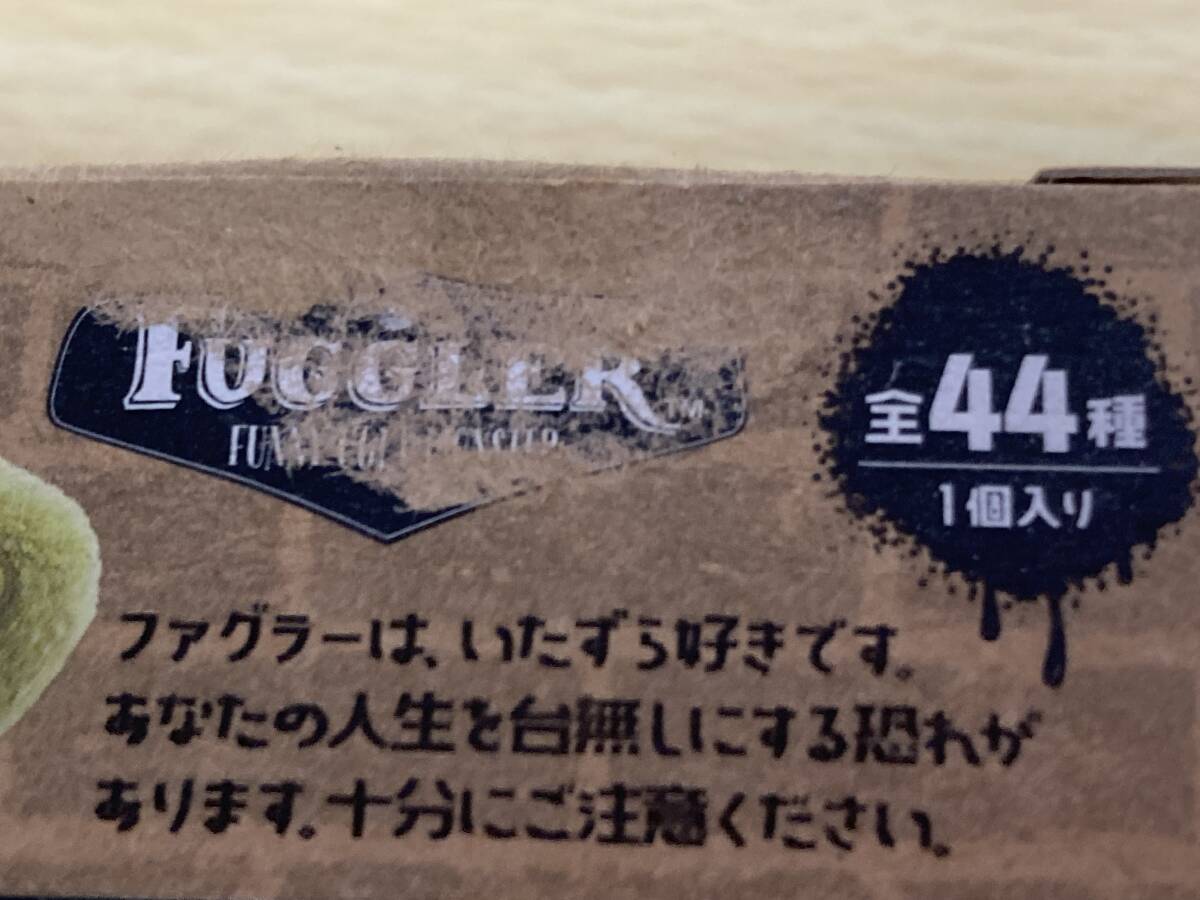 FUGGLER
全44種
1個入り
ファグラーは、いたずら好きです。
あなたの人生を台無しにする恐れが
あります。十分にご注意ください。